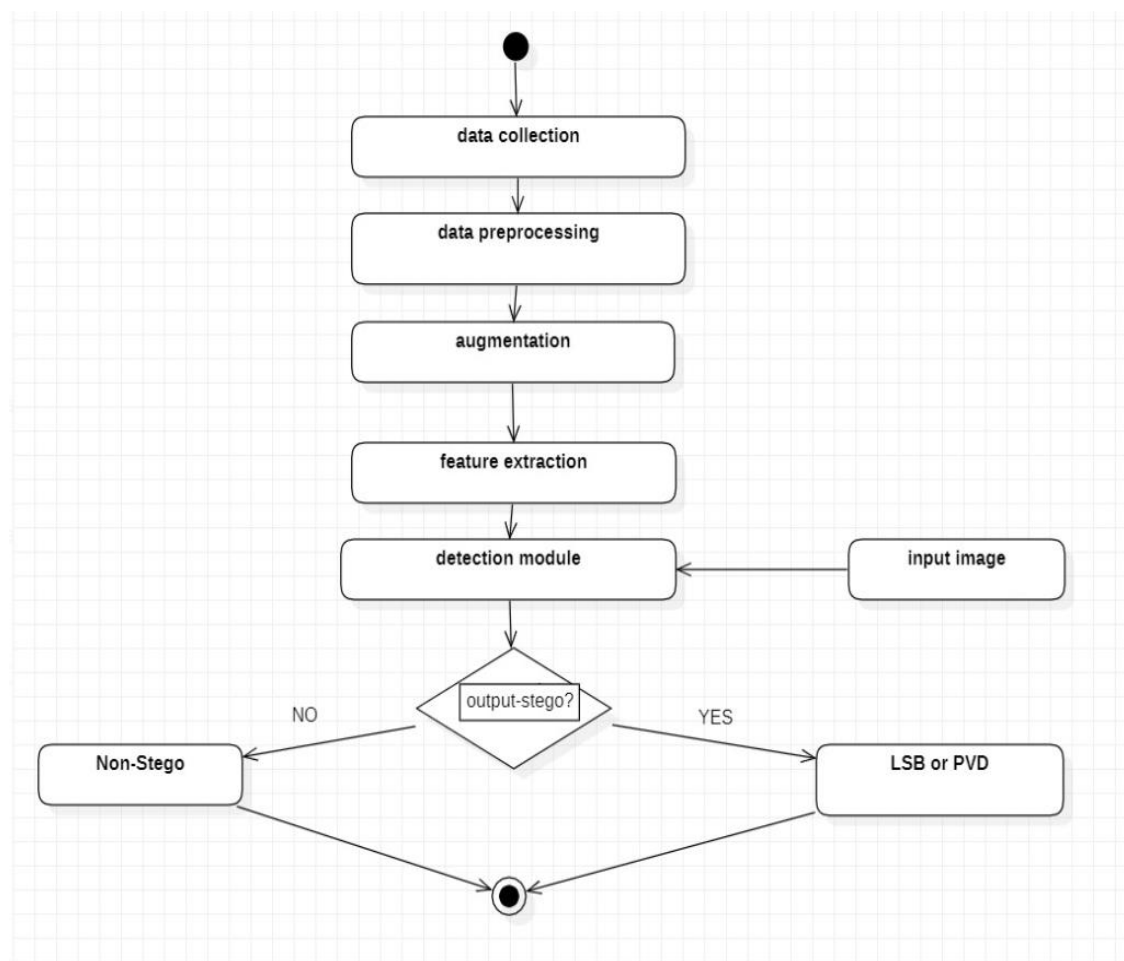 data collection
data preprocessing
augmentation
feature extraction
detection module
input image
output-stego?
NO
YES
Non-Stego
LSB or PVD